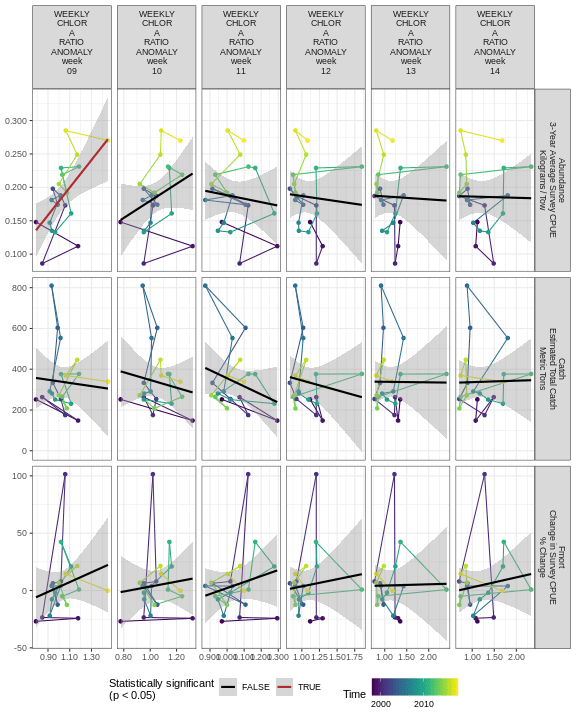 WEEKLY
CHLOR
A
RATIO
ANOMALY
week
09
WEEKLY
CHLOR
A
RATIO
ANOMALY
week
10
WEEKLY
CHLOR
A
RATIO
ANOMALY
week
11
WEEKLY
CHLOR
A
RATIO
ANOMALY
week
12
WEEKLY
CHLOR
A
RATIO
ANOMALY
week
13
WEEKLY
CHLOR
A
RATIO
ANOMALY
week
14
0.300
0.250
0.200
0.150
0.100
Abundance
3-Year Average Survey CPUE
Kilograms / Tow
800
600
400
200
0
Catch
Estimated Total Catch
Metric Tons
100
50
0
-50
Fmort
Change in Survey CPUE
% Change
0.90 1.10 1.30
0.80 1.00 1.20
0.900 1.000 1.100 1.200 1.300
1.00 1.25 1.50 1.75
1.00 1.50 2.00
1.00 1.50 2.00
Statistically significant
(p < 0.05)
FALSE
TRUE
Time
2000 2010